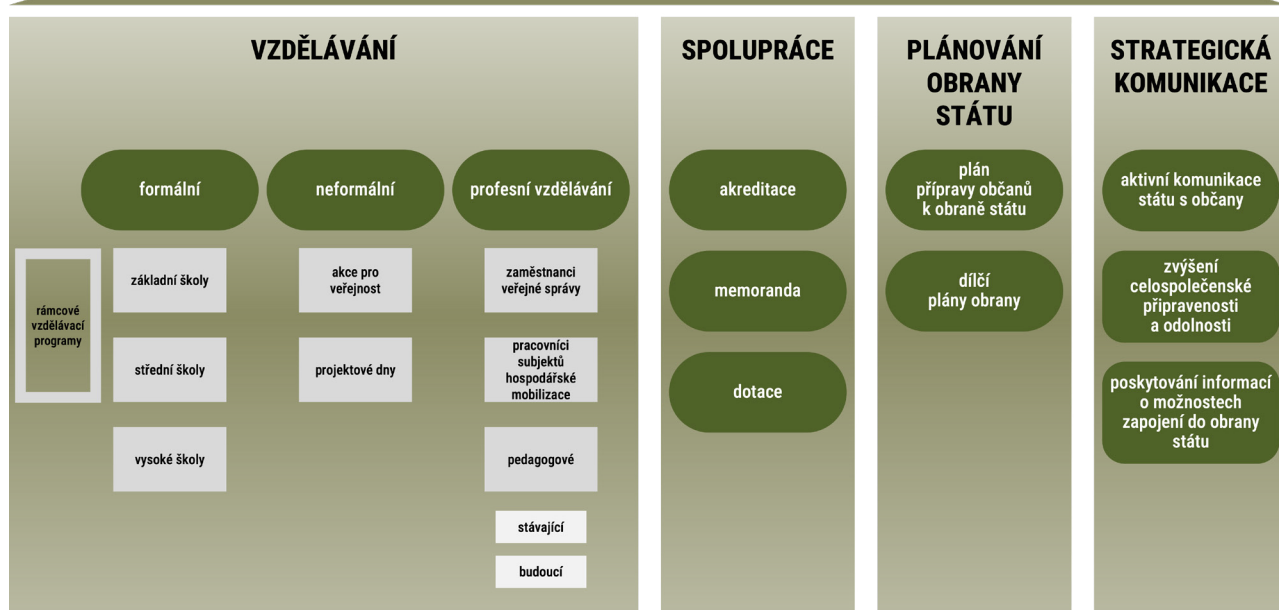 VZDĚLÁVÁNÍ
formální
neformální
profesní vzdělávání
rámcové
vzdělávací
programy
základní školy
střední školy
vysoké školy
akce pro
veřejnost
projektové dny
zaměstnanci
veřejné správy
pracovníci
subjektů
hospodářské
mobilizace
pedagogové
stávající
budoucí
SPOLUPRÁCE
akreditace
memoranda
dotace
PLÁNOVÁNÍ
OBRANY
STÁTU
plán
přípravy občanů
k obraně státu
dílčí
plány obrany
STRATEGICKÁ
KOMUNIKACE
aktivní komunikace
státu s občany
zvýšení
celospolečenské
připravenosti
a odolnosti
poskytování informací
o možnostech
zapojení do obrany
státu